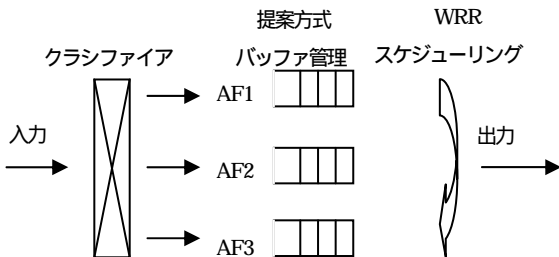 提案方式
WRR
クラシファイア
バッファ管理
スケジューリング
入力
AF1
AF2
AF3
出力